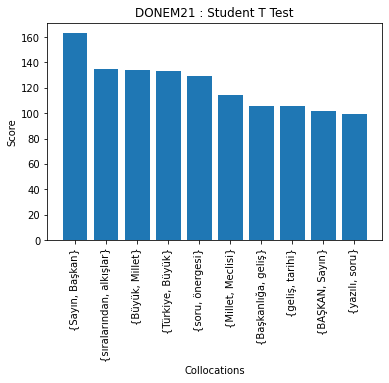 DONEM21 : Student T Test
Score
160
140
120
100
80
60
40
20
0
{Sayın, Başkan}
{sıralarından, alkışlar}
{Büyük, Millet}
{Türkiye, Büyük}
{soru, önergesi}
{Millet, Meclisi}
{Başkanlığa, geliş}
{geliş, tarihi}
{BAŞKAN, Sayın}
{yazılı, soru}
Collocations